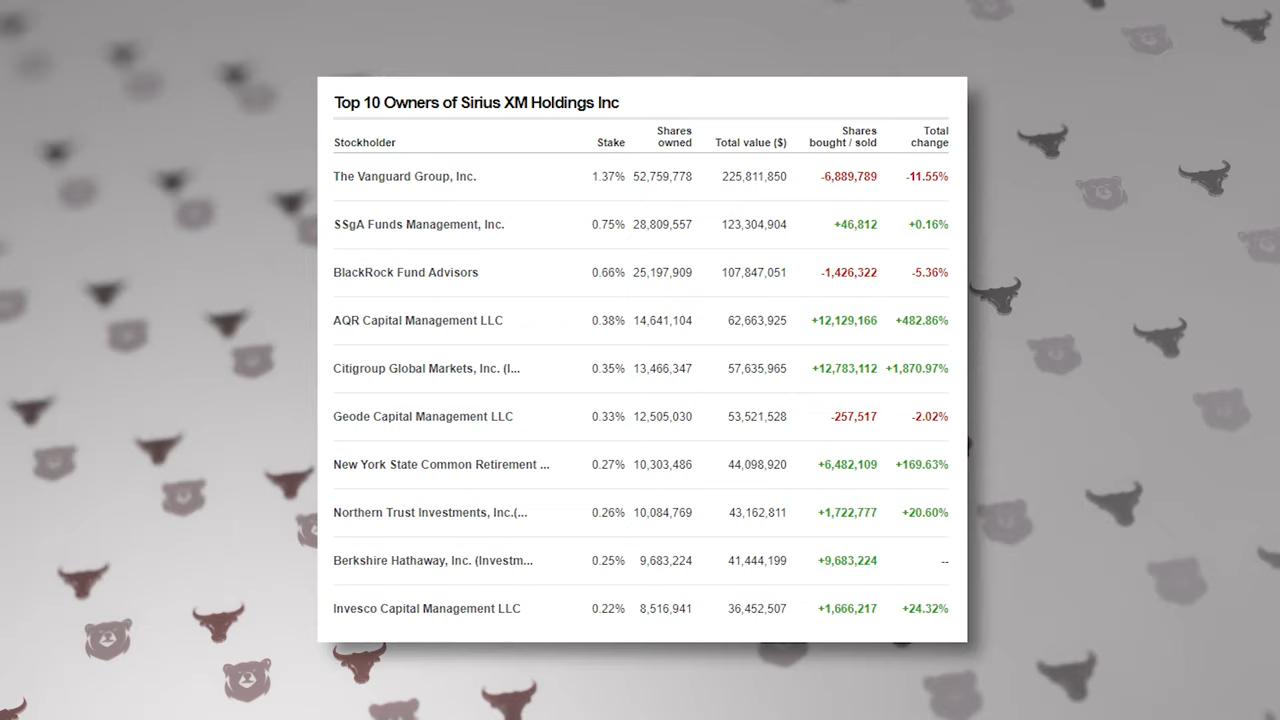 Top 10 Owners of Sirius XM Holdings Inc
Stockholder Stake Shares owned Total value ($) Shares bought / sold Total change
The Vanguard Group, Inc. 1.37% 52,759,778 225,811,850 -6,889,789 -11.55%
SSgA Funds Management, Inc. 0.75% 28,809,557 123,304,904 +46,812 +0.16%
BlackRock Fund Advisors 0.66% 25,197,909 107,847,051 -1,426,322 -5.36%
AQR Capital Management LLC 0.38% 14,641,104 62,663,925 +12,129,166 +482.86%
Citigroup Global Markets, Inc. (I... 0.35% 13,466,347 57,635,965 +12,783,112 +1,870.97%
Geode Capital Management LLC 0.33% 12,505,030 53,521,528 -257,517 -2.02%
New York State Common Retirement ... 0.27% 10,303,486 44,098,920 +6,482,109 +169.63%
Northern Trust Investments, Inc.(... 0.26% 10,084,769 43,162,811 +1,722,777 +20.60%
Berkshire Hathaway, Inc. (Investm... 0.25% 9,683,224 41,444,199 +9,683,224 --
Invesco Capital Management LLC 0.22% 8,516,941 36,452,507 +1,666,217 +24.32%